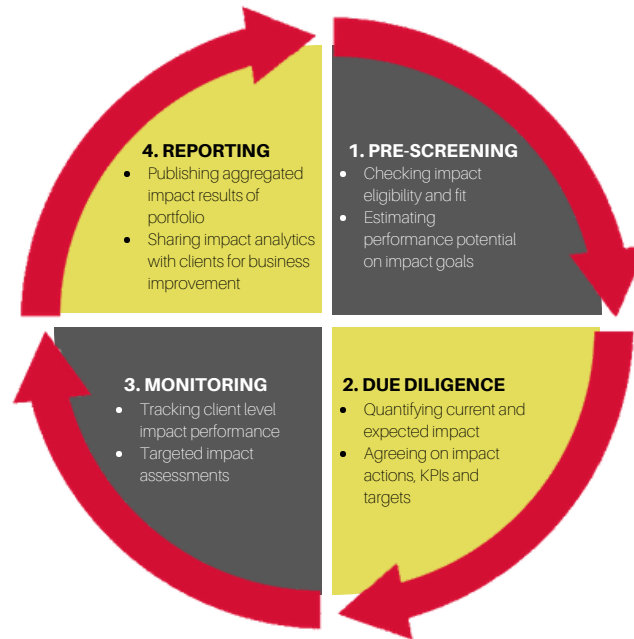 1. PRE-SCREENING
• Checking impact
eligibility and fit
• Estimating
performance potential
on impact goals
2. DUE DILIGENCE
• Quantifying current and
expected impact
• Agreeing on impact
actions, KPIs and
targets
3. MONITORING
• Tracking client level
impact performance
• Targeted impact
assessments
4. REPORTING
• Publishing aggregated
impact results of
portfolio
• Sharing impact analytics
with clients for business
improvement